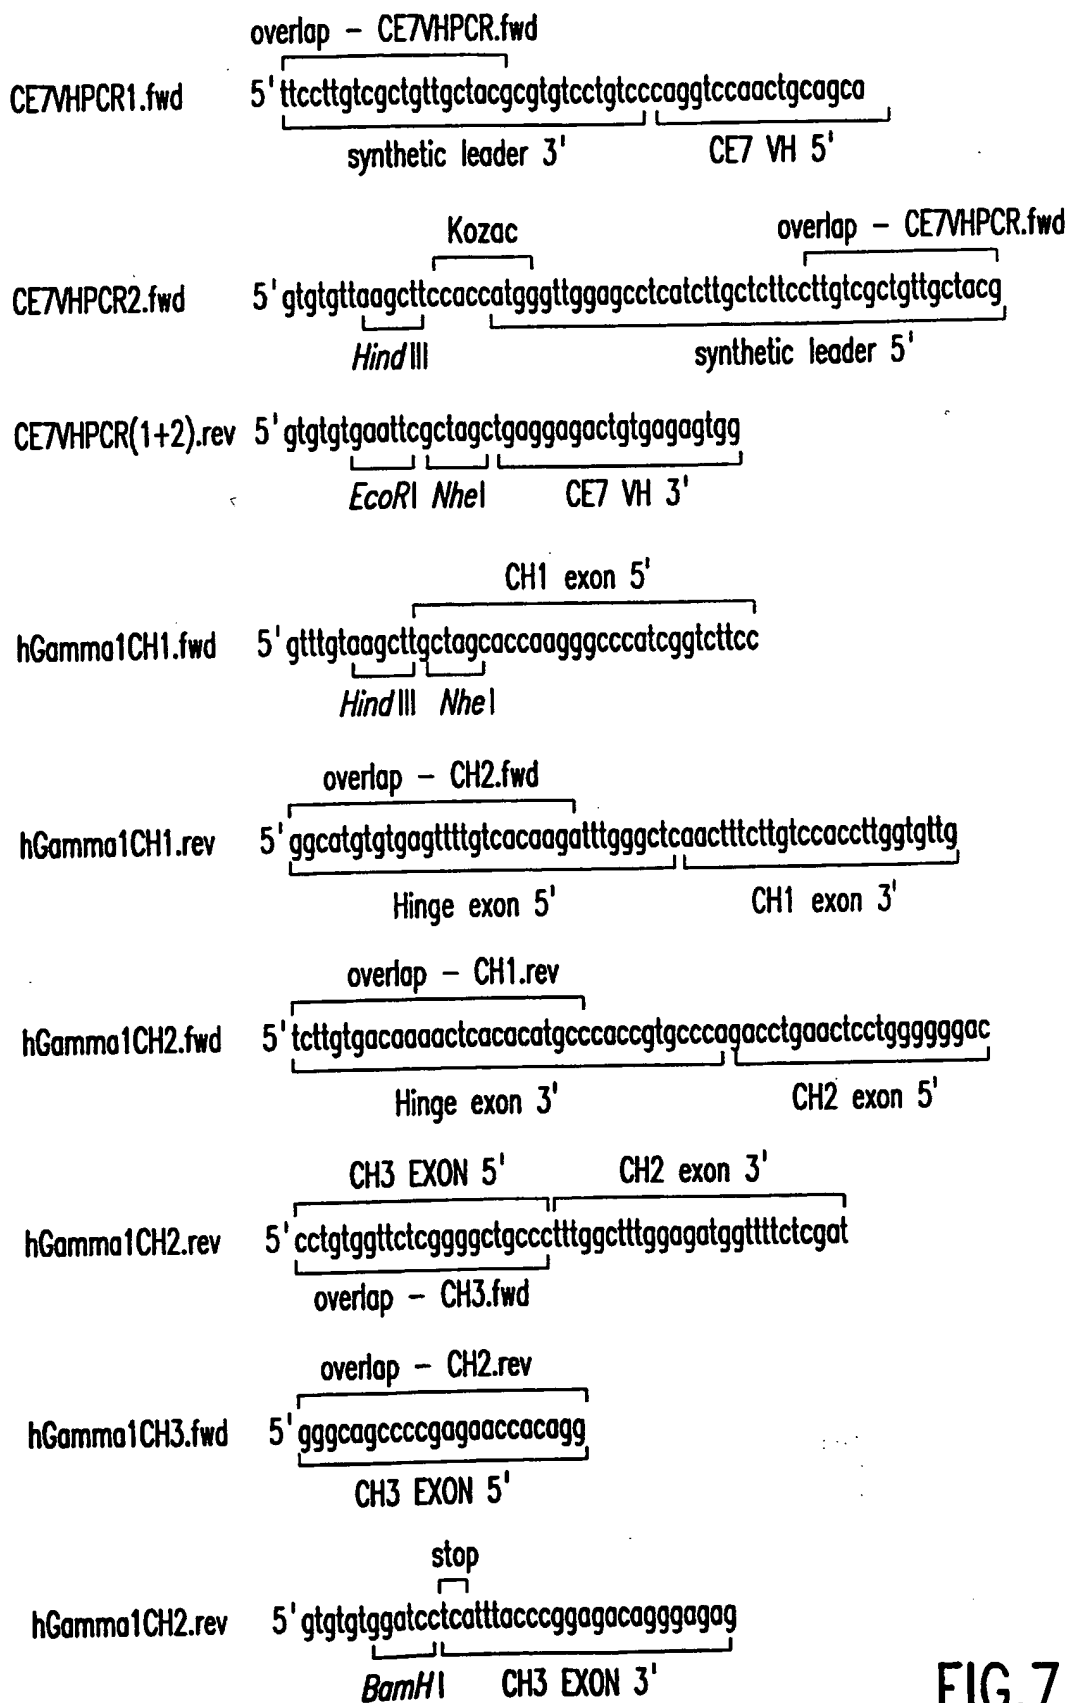 overlap – CE7VHPCR.fwd
CE7VHPCR1.fwd 5'ttccttgtcgctgttgctacgcgtgtcctgtcccaggtccaactgcagca
synthetic leader 3' CE7 VH 5'
Kozac overlap – CE7VHPCR.fwd
CE7VHPCR2.fwd 5'gtgtgttaagcttccaccatgggttggagcctcatcttgctcttccttgtcgctgttgctacg
HindIII synthetic leader 5'
CE7VHPCR(1+2).rev 5'gtgtgtgaattcgctagctgaggagactgtgagagtgg
EcoRI NheI CE7 VH 3'
CH1 exon 5'
hGamma1CH1.fwd 5'gtttgtaagcttgctagcaccaagggcccatcggtcttcc
HindIII NheI
overlap – CH2.fwd
hGamma1CH1.rev 5'ggcatgtgtgagttttgtcacaagatttgggctcaactttcttgtccaccttggtgttg
Hinge exon 5' CH1 exon 3'
overlap – CH1.rev
hGamma1CH2.fwd 5'tcttgtgacaaaactcacacatgcccaccgtgcccagacctgaactcctggggggac
Hinge exon 3' CH2 exon 5'
CH3 EXON 5' CH2 exon 3'
hGamma1CH2.rev 5'cctgtggttctcggggctgccctttggctttggagatggttttctcgat
overlap – CH3.fwd
overlap – CH2.rev
hGamma1CH3.fwd 5'gggcagccccgagaaccacagg
CH3 EXON 5'
stop
hGamma1CH2.rev 5'gtgtgtggatcctcatttacccggagacagggagag
BamHI CH3 EXON 3'
FIG. 7